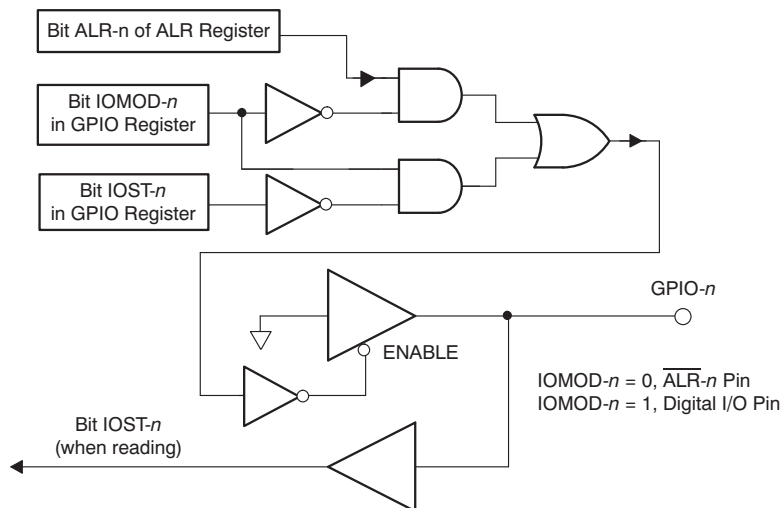 Bit ALR-n of ALR Register
Bit IOMOD-n
in GPIO Register
Bit IOST-n
in GPIO Register
GPIO-n
ENABLE
IOMOD-n = 0, A̅L̅R̅-n Pin
IOMOD-n = 1, Digital I/O Pin
Bit IOST-n
(when reading)